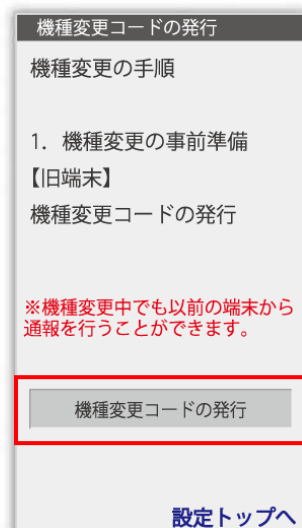 機種変更コードの発行
機種変更の手順
1．機種変更の事前準備
【旧端末】
機種変更コードの発行
※機種変更中でも以前の端末から
通報を行うことができます。
機種変更コードの発行
設定トップへ